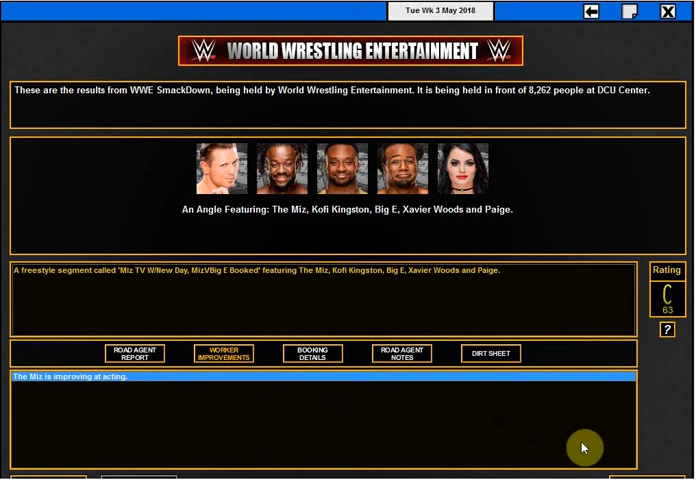 Tue Wk 3 May 2018
WORLD WRESTLING ENTERTAINMENT
These are the results from WWE SmackDown, being held by World Wrestling Entertainment. It is being held in front of 8,262 people at DCU Center.
An Angle Featuring: The Miz, Kofi Kingston, Big E, Xavier Woods and Paige.
A freestyle segment called 'Miz TV W/New Day, MizVBig E Booked' featuring The Miz, Kofi Kingston, Big E, Xavier Woods and Paige.
Rating
C
63
?
ROAD AGENT REPORT
WORKER IMPROVEMENTS
BOOKING DETAILS
ROAD AGENT NOTES
DIRT SHEET
The Miz is improving at acting.